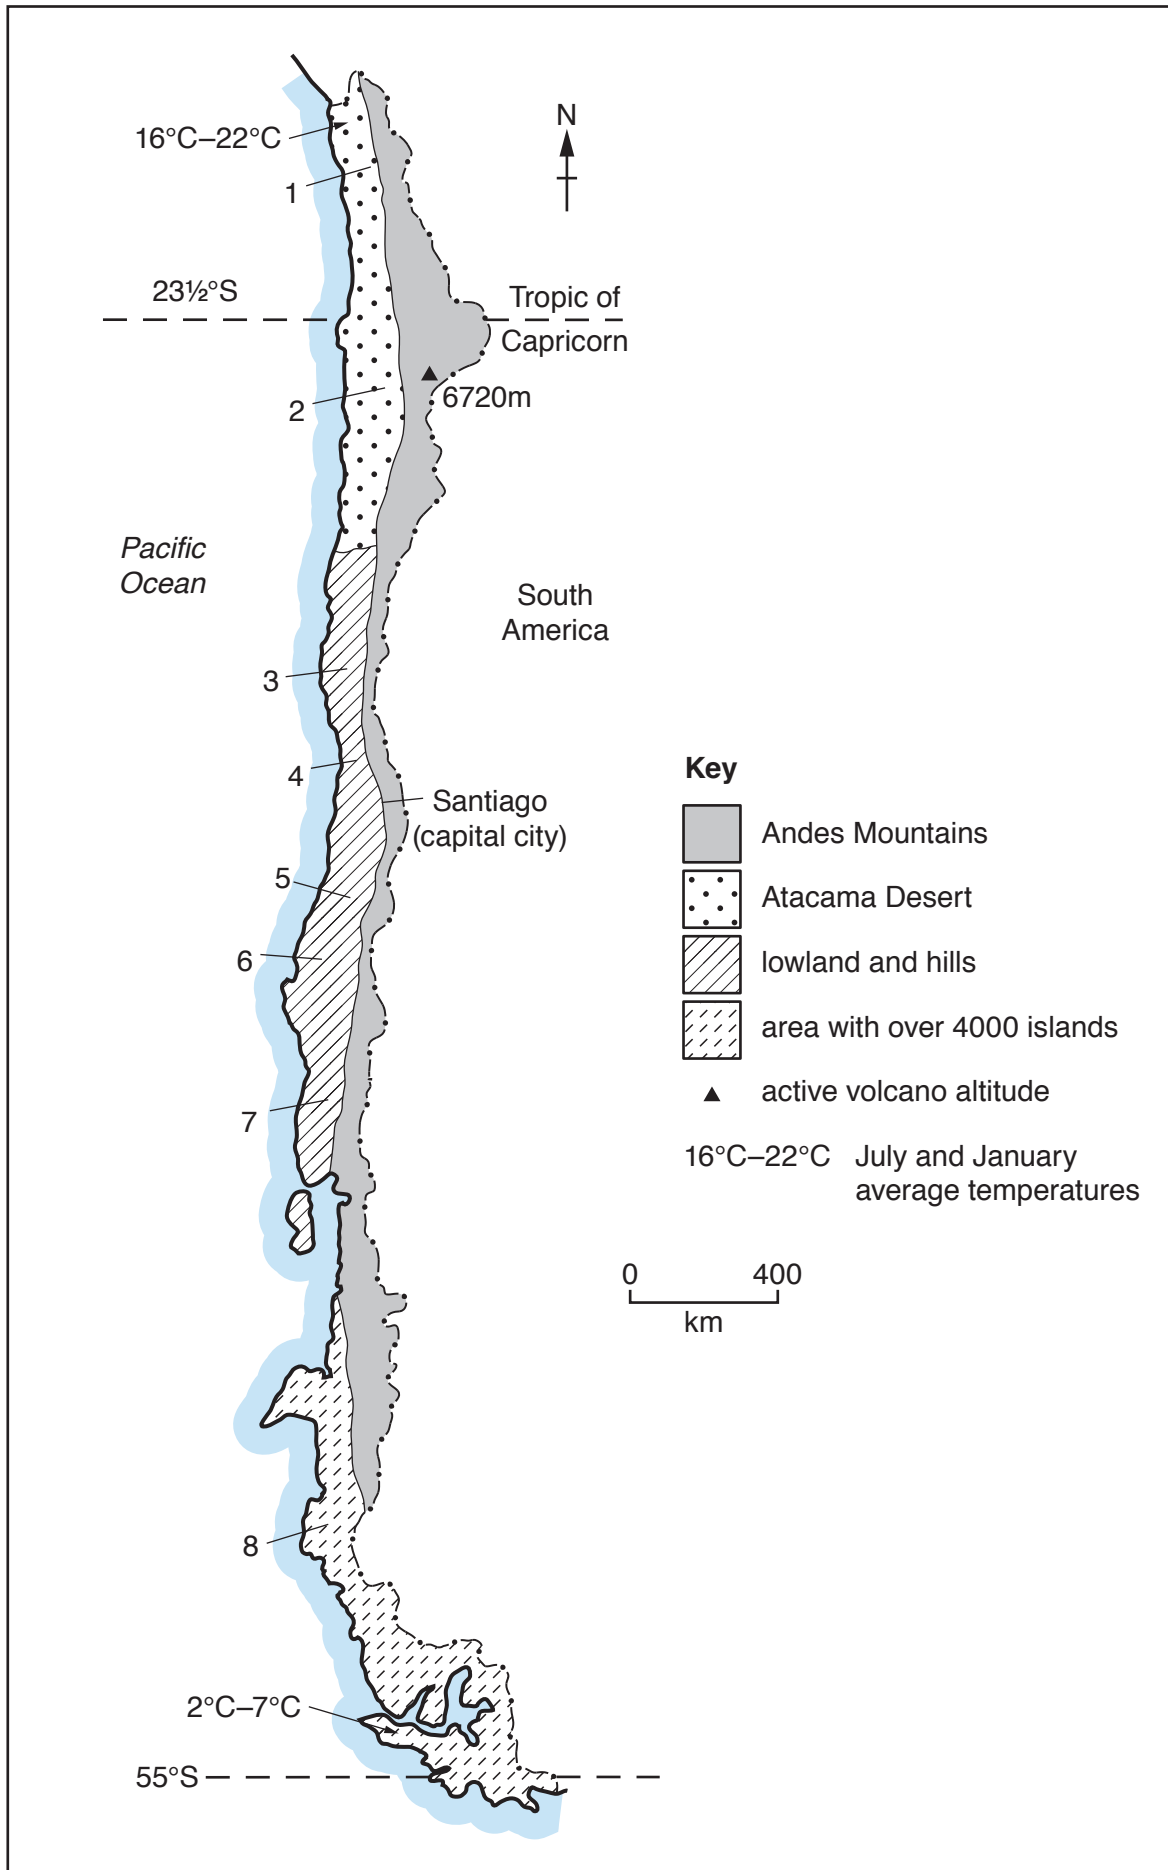 N
16°C–22°C
1
23½°S
Tropic of
Capricorn
6720m
2
Pacific
Ocean
South
America
3
4
Santiago
(capital city)
5
6
7
8
2°C–7°C
55°S
Key
Andes Mountains
Atacama Desert
lowland and hills
area with over 4000 islands
active volcano altitude
16°C–22°C July and January
average temperatures
0 400
km